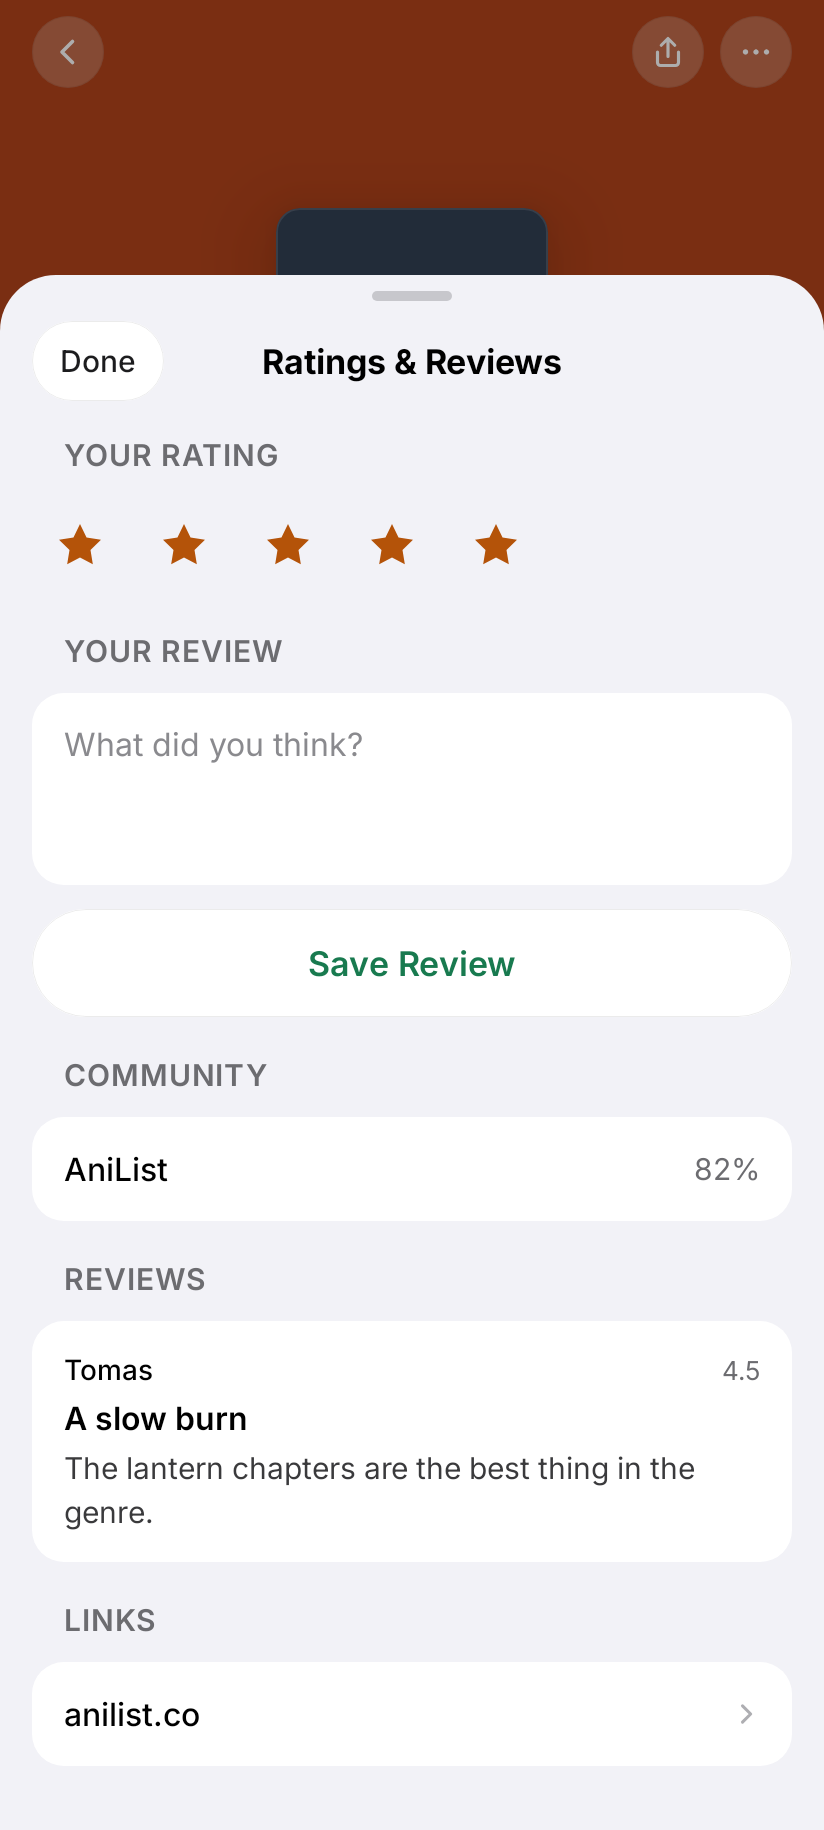 Done
Ratings & Reviews
YOUR RATING
YOUR REVIEW
What did you think?
Save Review
COMMUNITY
AniList
82%
REVIEWS
Tomas
4.5
A slow burn
The lantern chapters are the best thing in the
genre.
LINKS
anilist.co